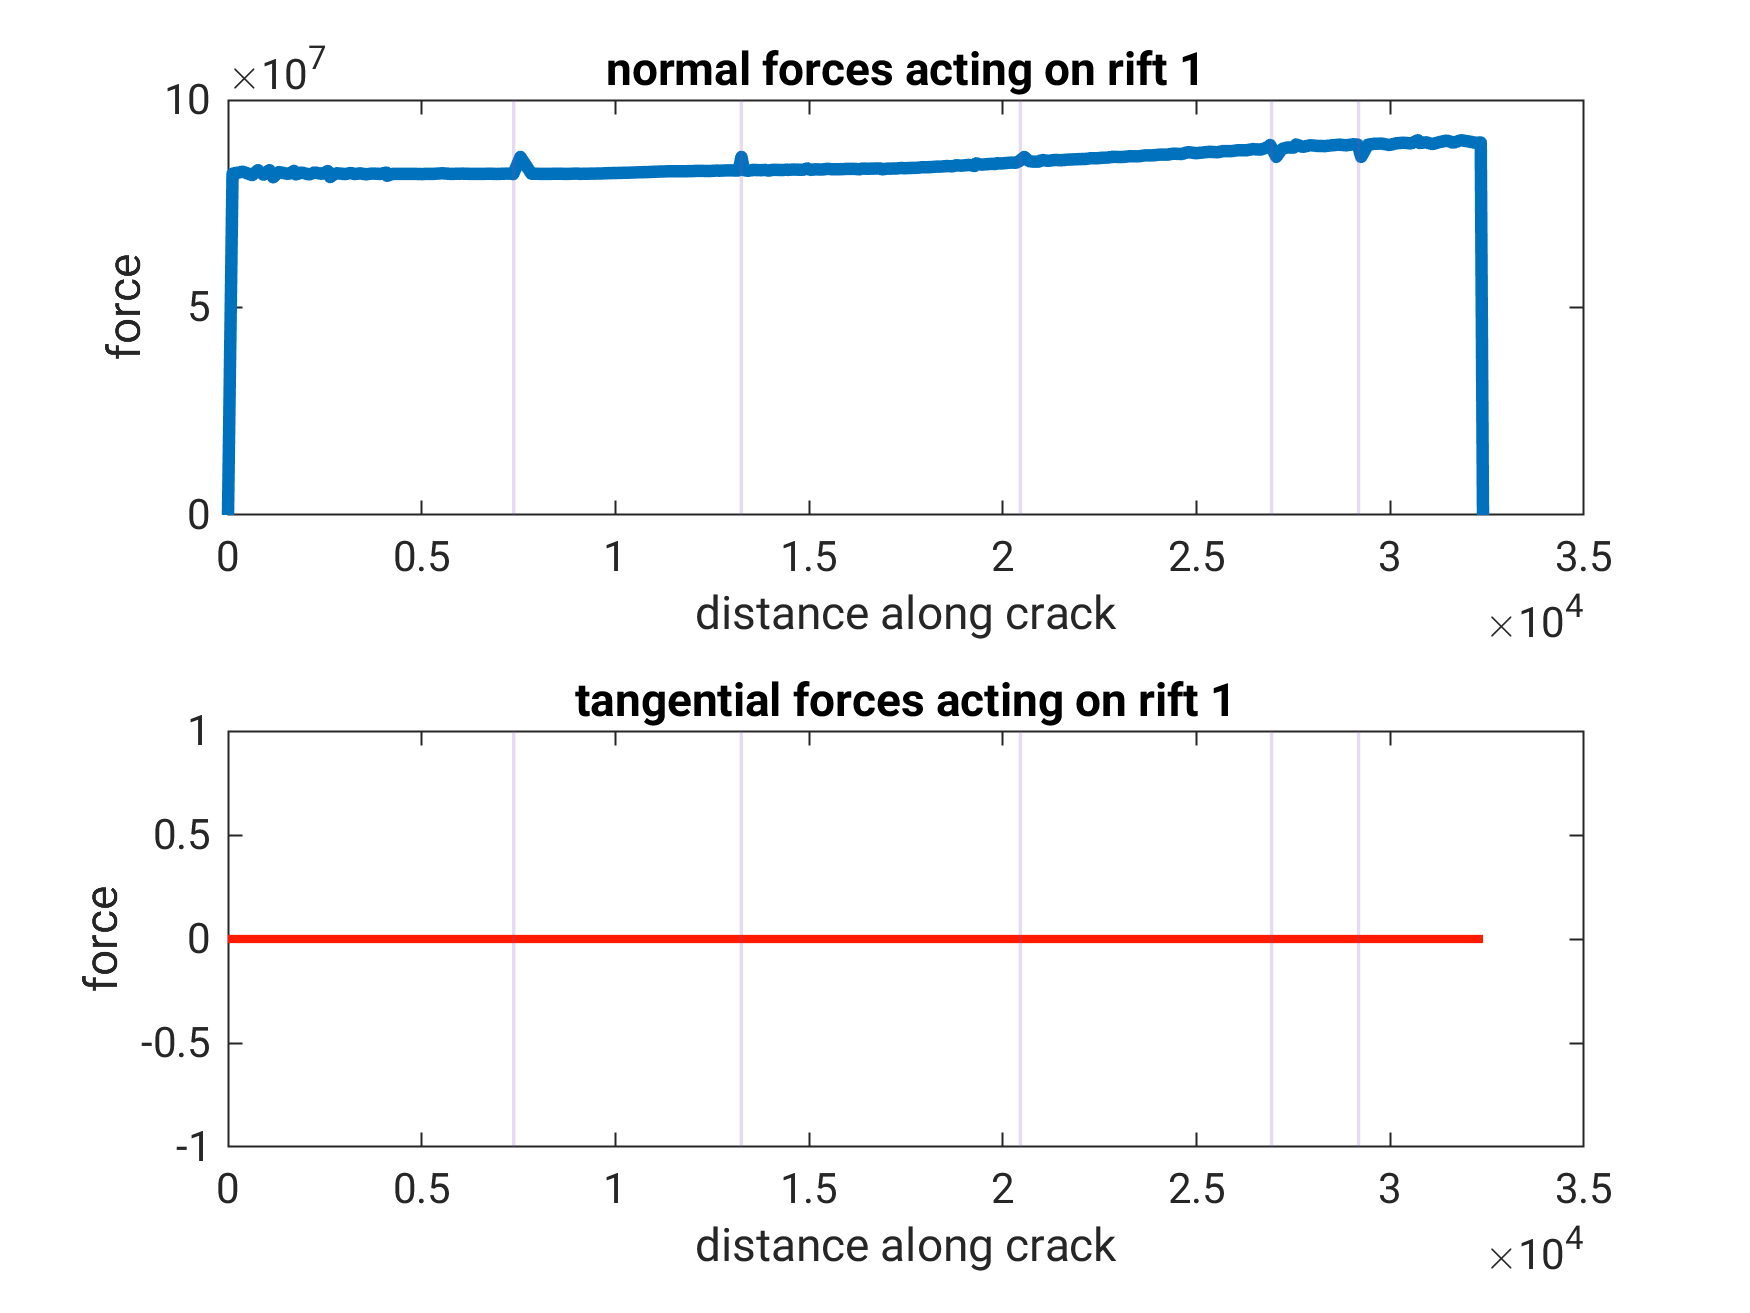 ×10^7
normal forces acting on rift 1
10
5
0
force
0 0.5 1 1.5 2 2.5 3 3.5
distance along crack
×10^4
tangential forces acting on rift 1
1
0.5
0
-0.5
-1
force
0 0.5 1 1.5 2 2.5 3 3.5
distance along crack
×10^4